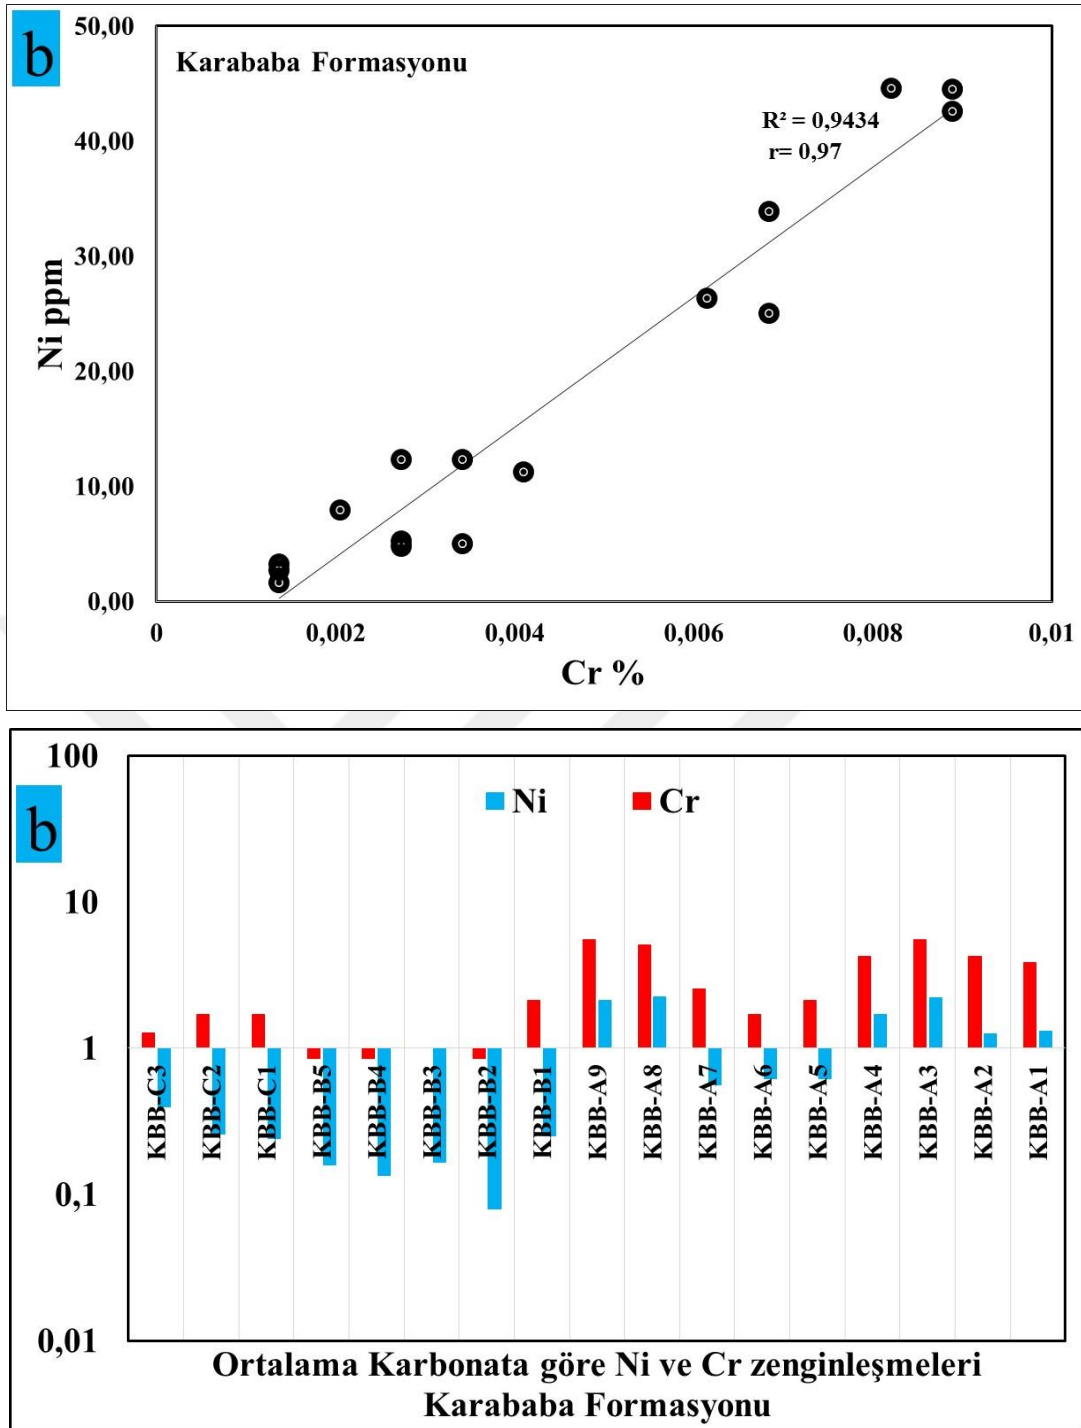 b
50,00
Karababa Formasyonu
R² = 0,9434
r= 0,97
40,00
30,00
Ni ppm
20,00
10,00
0,00
0 0,002 0,004 0,006 0,008 0,01
Cr %
100
b
Ni Cr
10
1
KBB-C3
KBB-C2
KBB-C1
KBB-B5
KBB-B4
KBB-B3
KBB-B2
KBB-B1
KBB-A9
KBB-A8
KBB-A7
KBB-A6
KBB-A5
KBB-A4
KBB-A3
KBB-A2
KBB-A1
0,1
0,01
Ortalama Karbonata göre Ni ve Cr zenginleşmeleri
Karababa Formasyonu